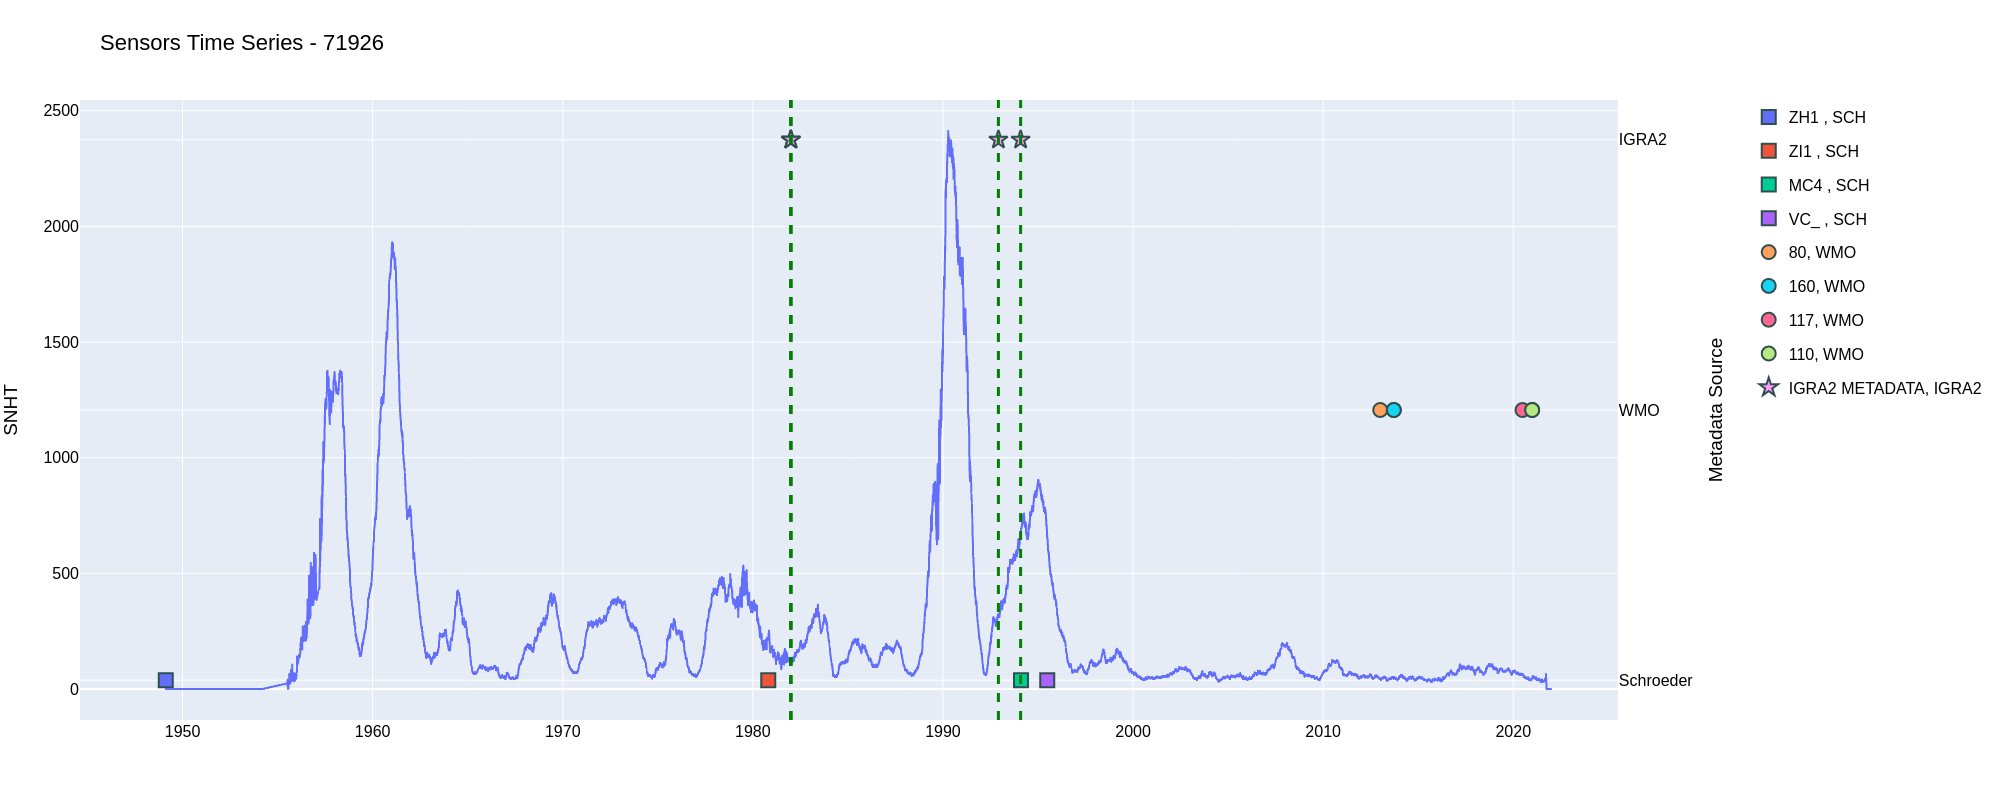 Sensors Time Series - 71926
2500
2000
1500
1000
500
0
SNHT
1950
1960
1970
1980
1990
2000
2010
2020
IGRA2
WMO
Schroeder
Metadata Source
ZH1 , SCH
ZI1 , SCH
MC4 , SCH
VC_ , SCH
80, WMO
160, WMO
117, WMO
110, WMO
IGRA2 METADATA, IGRA2